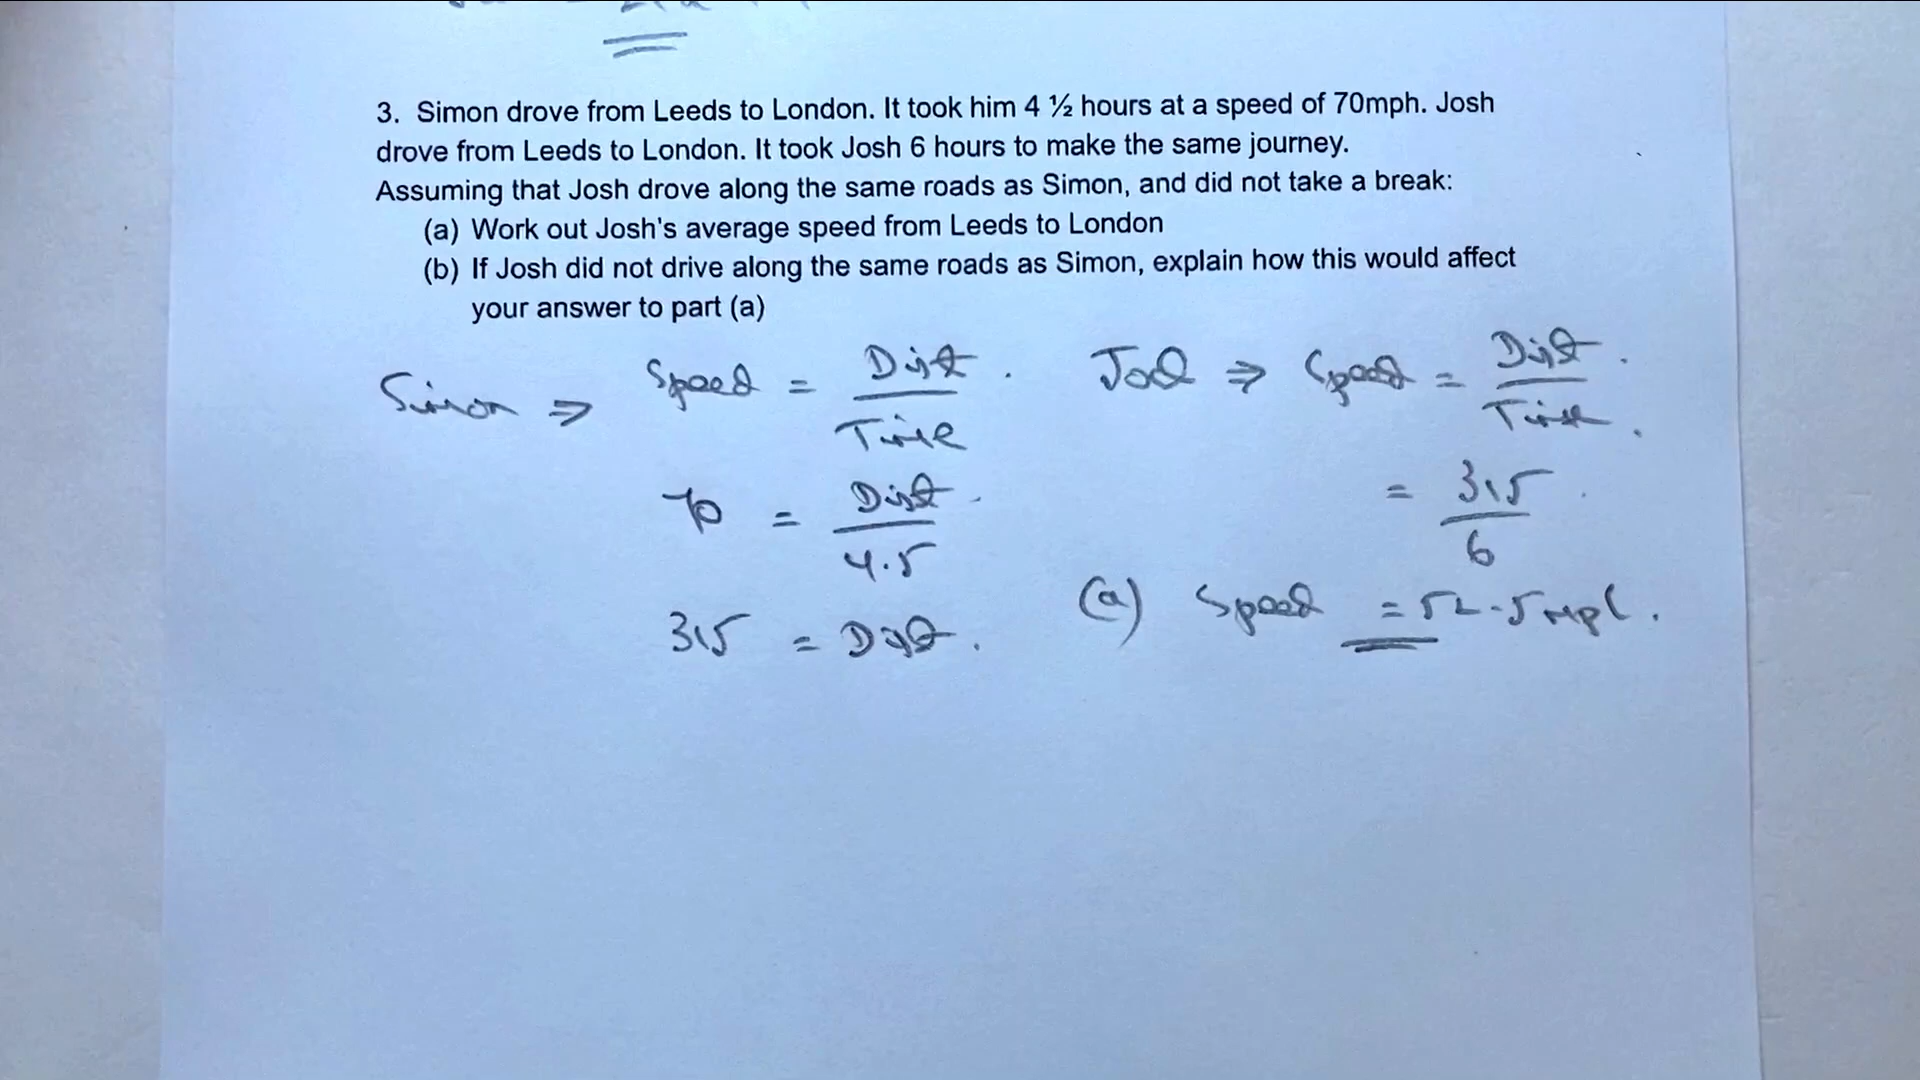 3. Simon drove from Leeds to London. It took him 4 ½ hours at a speed of 70mph. Josh
drove from Leeds to London. It took Josh 6 hours to make the same journey.
Assuming that Josh drove along the same roads as Simon, and did not take a break:
(a) Work out Josh's average speed from Leeds to London
(b) If Josh did not drive along the same roads as Simon, explain how this would affect
your answer to part (a)
Simon ⇒ Speed = Dist / Time
70 = Dist / 4.5
315 = Dist.
Josh ⇒ Speed = Dist. / Time.
= 315 / 6
(a) Speed = 52.5 mph.